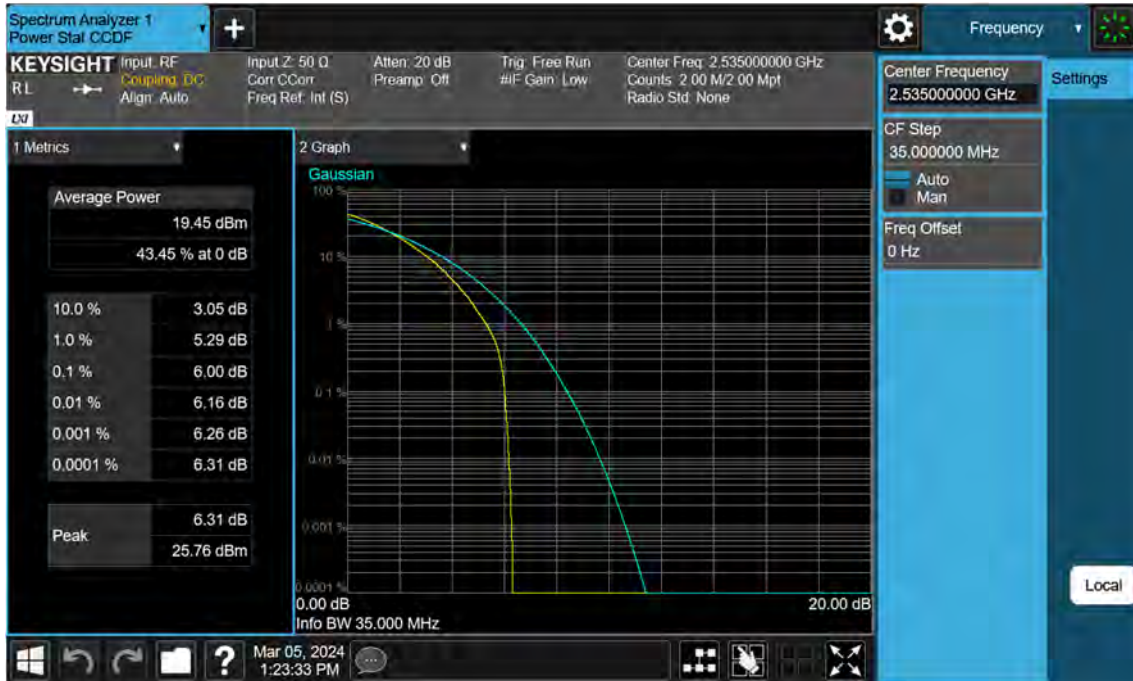 Spectrum Analyzer 1
Power Stat CCDF
+
Frequency
KEYSIGHT
RL
LXI
Input: RF
Coupling: DC
Align: Auto
Input Z: 50 Ω
Corr CCorr
Freq Ref: Int (S)
Atten: 20 dB
Preamp: Off
Trig: Free Run
#IF Gain: Low
Center Freq: 2.535000000 GHz
Counts: 2.00 M/2.00 Mpt
Radio Std: None
1 Metrics
Average Power
19.45 dBm
43.45 % at 0 dB
10.0 % 3.05 dB
1.0 % 5.29 dB
0.1 % 6.00 dB
0.01 % 6.16 dB
0.001 % 6.26 dB
0.0001 % 6.31 dB
Peak
6.31 dB
25.76 dBm
2 Graph
Gaussian
100 %
10 %
1 %
0.1 %
0.01 %
0.001 %
0.0001 %
0.00 dB 20.00 dB
Info BW 35.000 MHz
Center Frequency
2.535000000 GHz
CF Step
35.000000 MHz
Auto
Man
Freq Offset
0 Hz
Settings
Local
?
Mar 05, 2024
1:23:33 PM